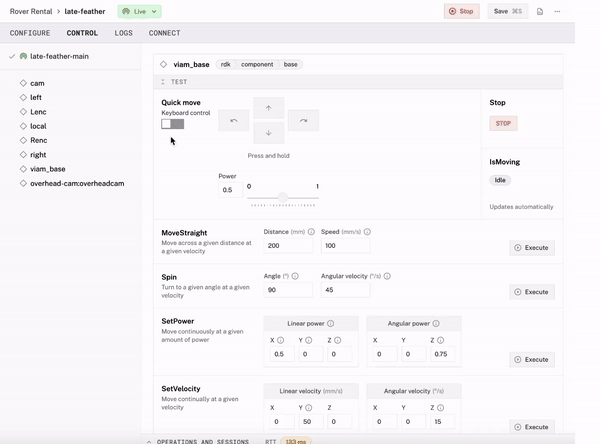 Rover Rental > late-feather Live Stop Save ⌘S ...
CONFIGURE CONTROL LOGS CONNECT
late-feather-main
cam
left
Lenc
local
Renc
right
viam_base
overhead-cam:overheadcam
viam_base rdk component base
TEST
Quick move
Keyboard control
Press and hold
Power
0.5 0 1
Stop
STOP
IsMoving
Idle
Updates automatically
MoveStraight
Move across a given distance at
a given velocity
Distance (mm) Speed (mm/s)
200 100
Execute
Spin
Turn to a given angle at a given
velocity
Angle (°) Angular velocity (°/s)
90 45
Execute
SetPower
Move continuously at a given
amount of power
Linear power Angular power
X Y Z X Y Z
0.5 0 0 0 0 0.75
Execute
SetVelocity
Move continually at a given
velocity
Linear velocity (mm/s) Angular velocity (°/s)
X Y Z X Y Z
0 50 0 0 0 15
Execute
OPERATIONS AND SESSIONS RTT 133 ms